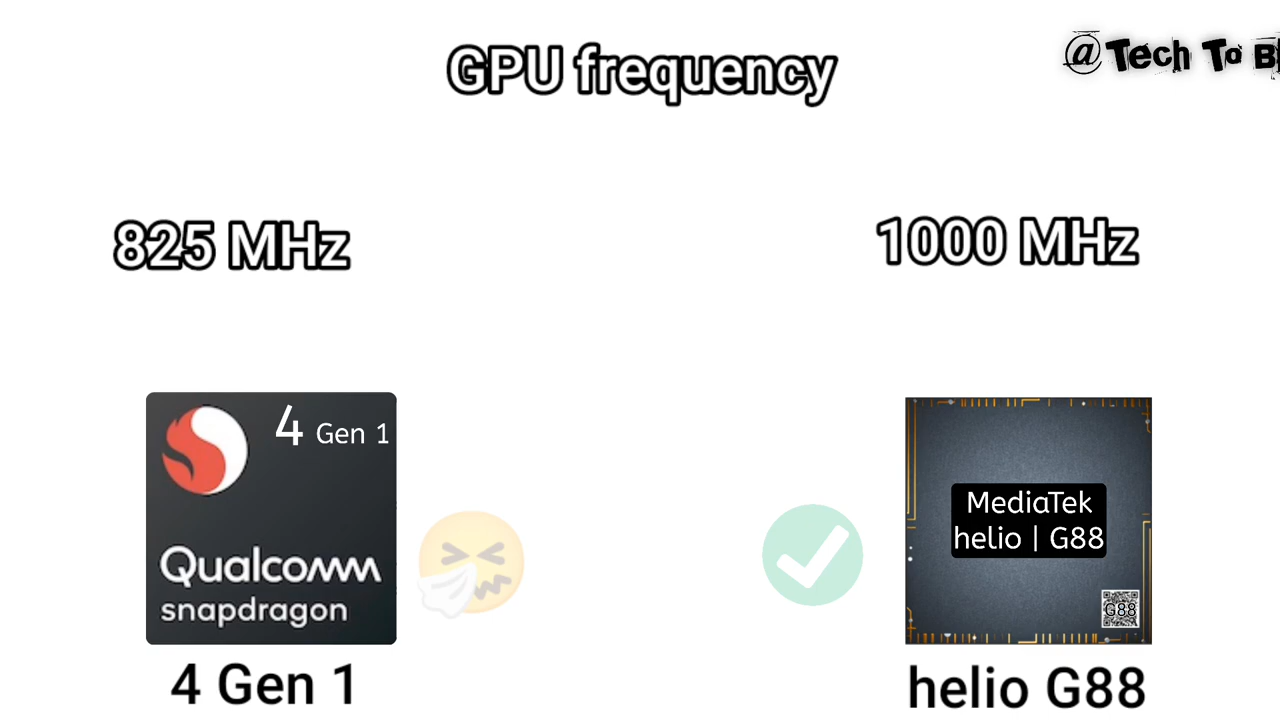 GPU frequency
@Tech To
825 MHz
1000 MHz
4 Gen 1
Qualcomm
snapdragon
MediaTek
helio | G88
G88
4 Gen 1
helio G88